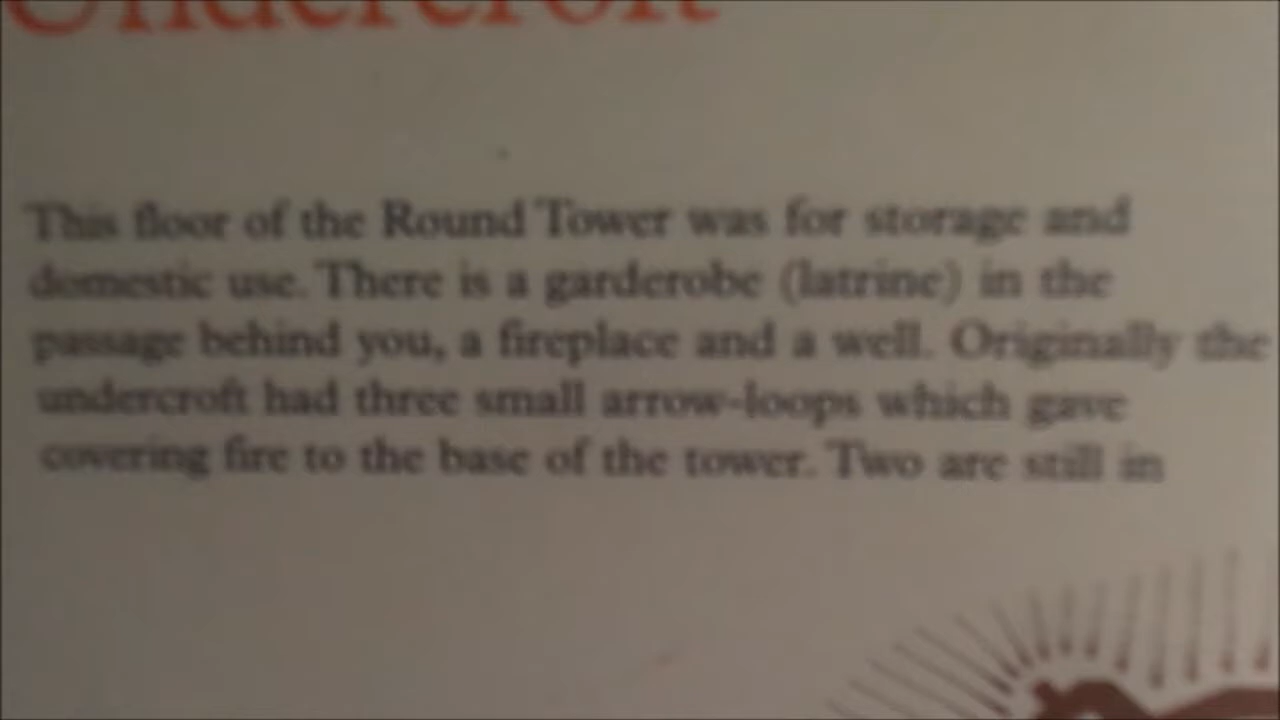 Undercroft
This floor of the Round Tower was for storage and
domestic use. There is a garderobe (latrine) in the
passage behind you, a fireplace and a well. Originally the
undercroft had three small arrow-loops which gave
covering fire to the base of the tower. Two are still in